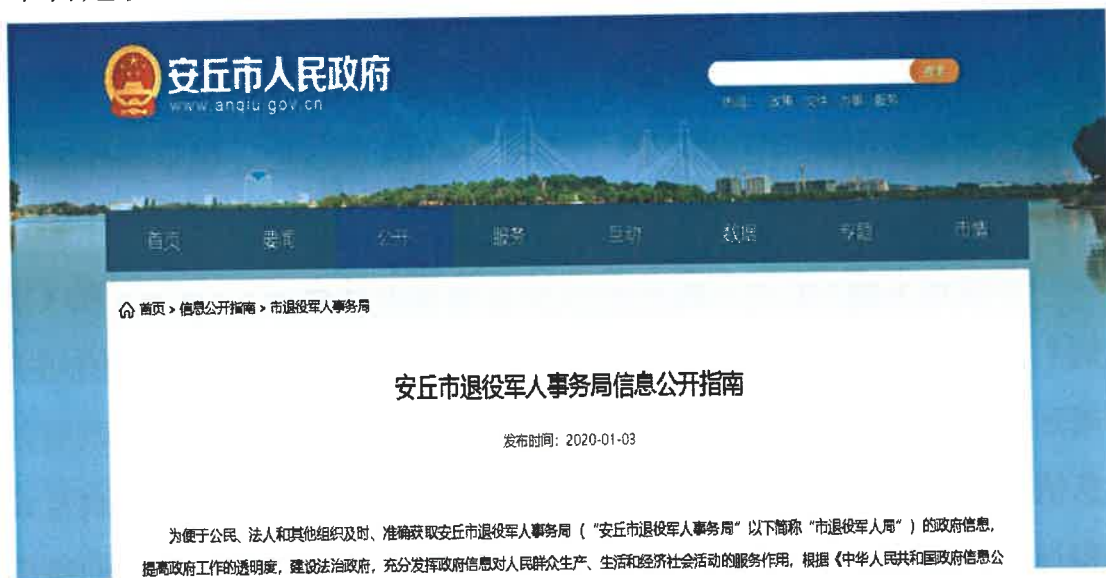 安丘市人民政府
www.anqiu.gov.cn
首页 要闻 公开 服务 互动 数据 专题 市情
首页 > 信息公开指南 > 市退役军人事务局
安丘市退役军人事务局信息公开指南
发布时间：2020-01-03
为便于公民、法人和其他组织及时、准确获取安丘市退役军人事务局（“安丘市退役军人事务局”以下简称“市退役军人局”）的政府信息，
提高政府工作的透明度，建设法治政府，充分发挥政府信息对人民群众生产、生活和经济社会活动的服务作用，根据《中华人民共和国政府信息公